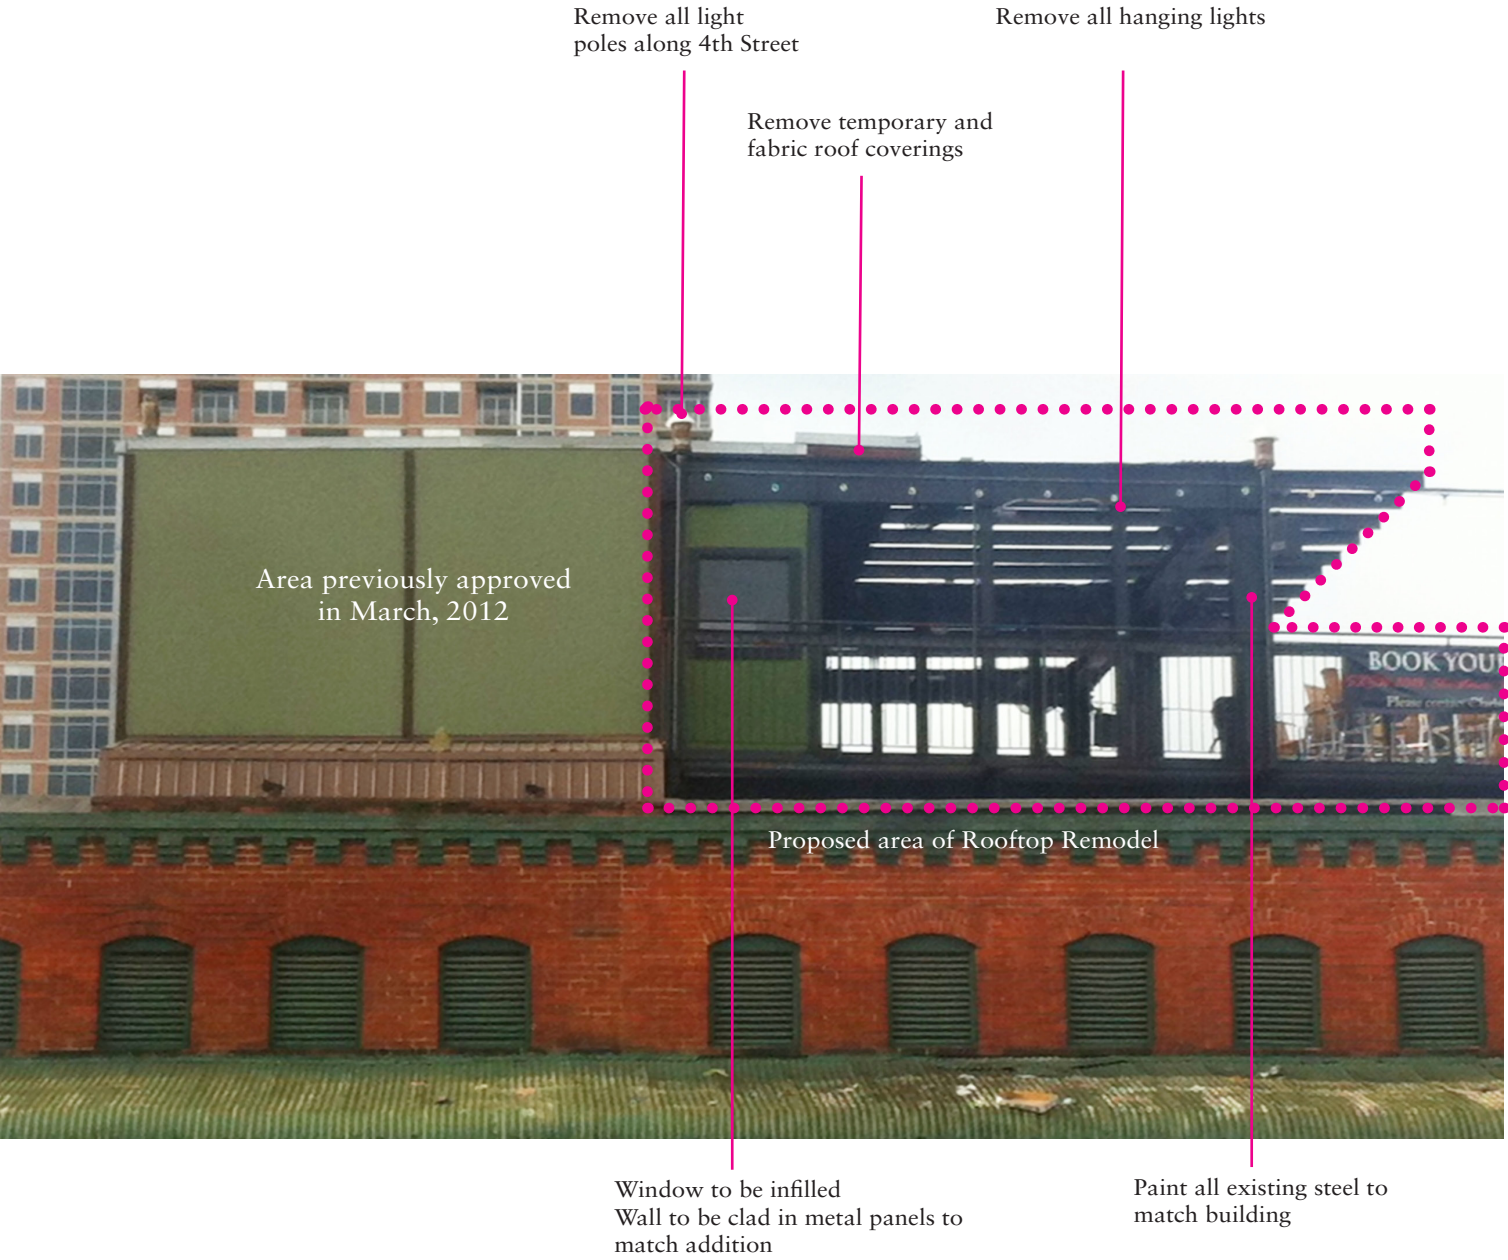 Remove all light
poles along 4th Street
Remove all hanging lights
Remove temporary and
fabric roof coverings
Area previously approved
in March, 2012
BOOK YOU
Please contact
Proposed area of Rooftop Remodel
Window to be infilled
Wall to be clad in metal panels to
match addition
Paint all existing steel to
match building